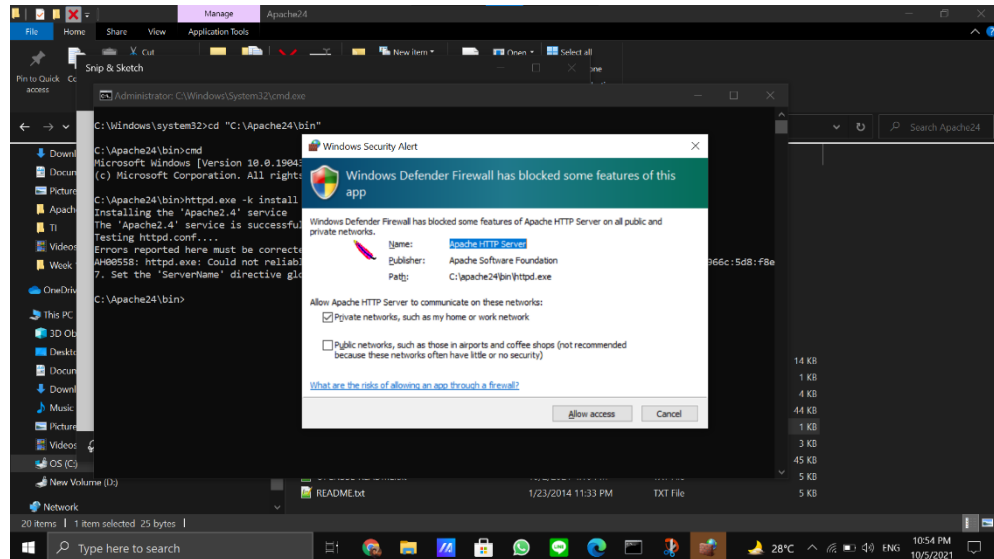 Manage
Apache24
File
Home
Share
View
Application Tools
Cut
New item
Open
Select all
Pin to Quick
access
Snip & Sketch
Administrator: C:\Windows\System32\cmd.exe
Search Apache24
C:\Windows\system32>cd "C:\Apache24\bin"
C:\Apache24\bin>cmd
Microsoft Windows [Version 10.0.19043
(c) Microsoft Corporation. All rights
C:\Apache24\bin>httpd.exe -k install
Installing the 'Apache2.4' service
The 'Apache2.4' service is successful
Testing httpd.conf....
Errors reported here must be correcte
AH00558: httpd.exe: Could not reliab
966c:5d8:f8e
7. Set the 'ServerName' directive glo
C:\Apache24\bin>
Windows Security Alert
Windows Defender Firewall has blocked some features of this
app
Windows Defender Firewall has blocked some features of Apache HTTP Server on all public and
private networks.
Name: Apache HTTP Server
Publisher: Apache Software Foundation
Path: C:\apache24\bin\httpd.exe
Allow Apache HTTP Server to communicate on these networks:
Private networks, such as my home or work network
Public networks, such as those in airports and coffee shops (not recommended
because these networks often have little or no security)
What are the risks of allowing an app through a firewall?
Allow access
Cancel
Downl
Docun
Picture
Apach
TI
Videos
Week
OneDriv
This PC
3D Ob
Deskto
Docun
Downl
Music
Picture
Videos
OS (C:)
New Volume (D:)
Network
14 KB
1 KB
4 KB
44 KB
1 KB
3 KB
45 KB
5 KB
README.txt 1/23/2014 11:33 PM TXT File 5 KB
20 items 1 item selected 25 bytes
Type here to search
28°C
ENG
10:54 PM
10/5/2021